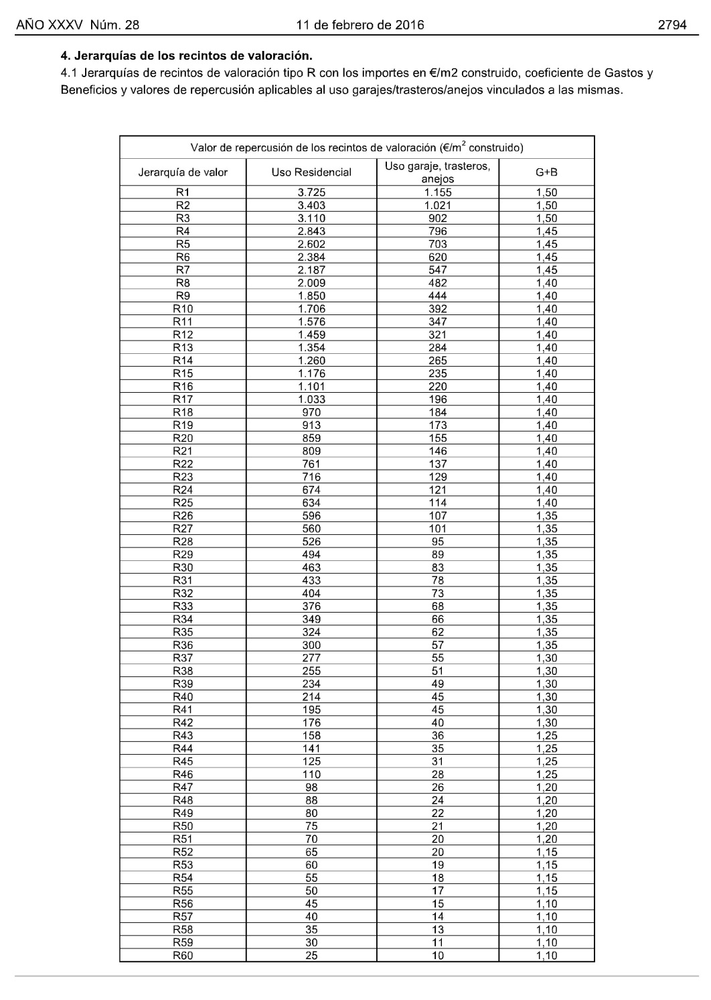 AÑO XXXV Núm. 28 11 de febrero de 2016 2794
4. Jerarquías de los recintos de valoración.
4.1 Jerarquías de recintos de valoración tipo R con los importes en €/m2 construido, coeficiente de Gastos y
Beneficios y valores de repercusión aplicables al uso garajes/trasteros/anejos vinculados a las mismas.
Valor de repercusión de los recintos de valoración (€/m² construido)
Jerarquía de valor Uso Residencial Uso garaje, trasteros, anejos G+B
R1 3.725 1.155 1,50
R2 3.403 1.021 1,50
R3 3.110 902 1,50
R4 2.843 796 1,45
R5 2.602 703 1,45
R6 2.384 620 1,45
R7 2.187 547 1,45
R8 2.009 482 1,40
R9 1.850 444 1,40
R10 1.706 392 1,40
R11 1.576 347 1,40
R12 1.459 321 1,40
R13 1.354 284 1,40
R14 1.260 265 1,40
R15 1.176 235 1,40
R16 1.101 220 1,40
R17 1.033 196 1,40
R18 970 184 1,40
R19 913 173 1,40
R20 859 155 1,40
R21 809 146 1,40
R22 761 137 1,40
R23 716 129 1,40
R24 674 121 1,40
R25 634 114 1,40
R26 596 107 1,35
R27 560 101 1,35
R28 526 95 1,35
R29 494 89 1,35
R30 463 83 1,35
R31 433 78 1,35
R32 404 73 1,35
R33 376 68 1,35
R34 349 66 1,35
R35 324 62 1,35
R36 300 57 1,35
R37 277 55 1,30
R38 255 51 1,30
R39 234 49 1,30
R40 214 45 1,30
R41 195 45 1,30
R42 176 40 1,30
R43 158 36 1,25
R44 141 35 1,25
R45 125 31 1,25
R46 110 28 1,25
R47 98 26 1,20
R48 88 24 1,20
R49 80 22 1,20
R50 75 21 1,20
R51 70 20 1,20
R52 65 20 1,15
R53 60 19 1,15
R54 55 18 1,15
R55 50 17 1,15
R56 45 15 1,10
R57 40 14 1,10
R58 35 13 1,10
R59 30 11 1,10
R60 25 10 1,10